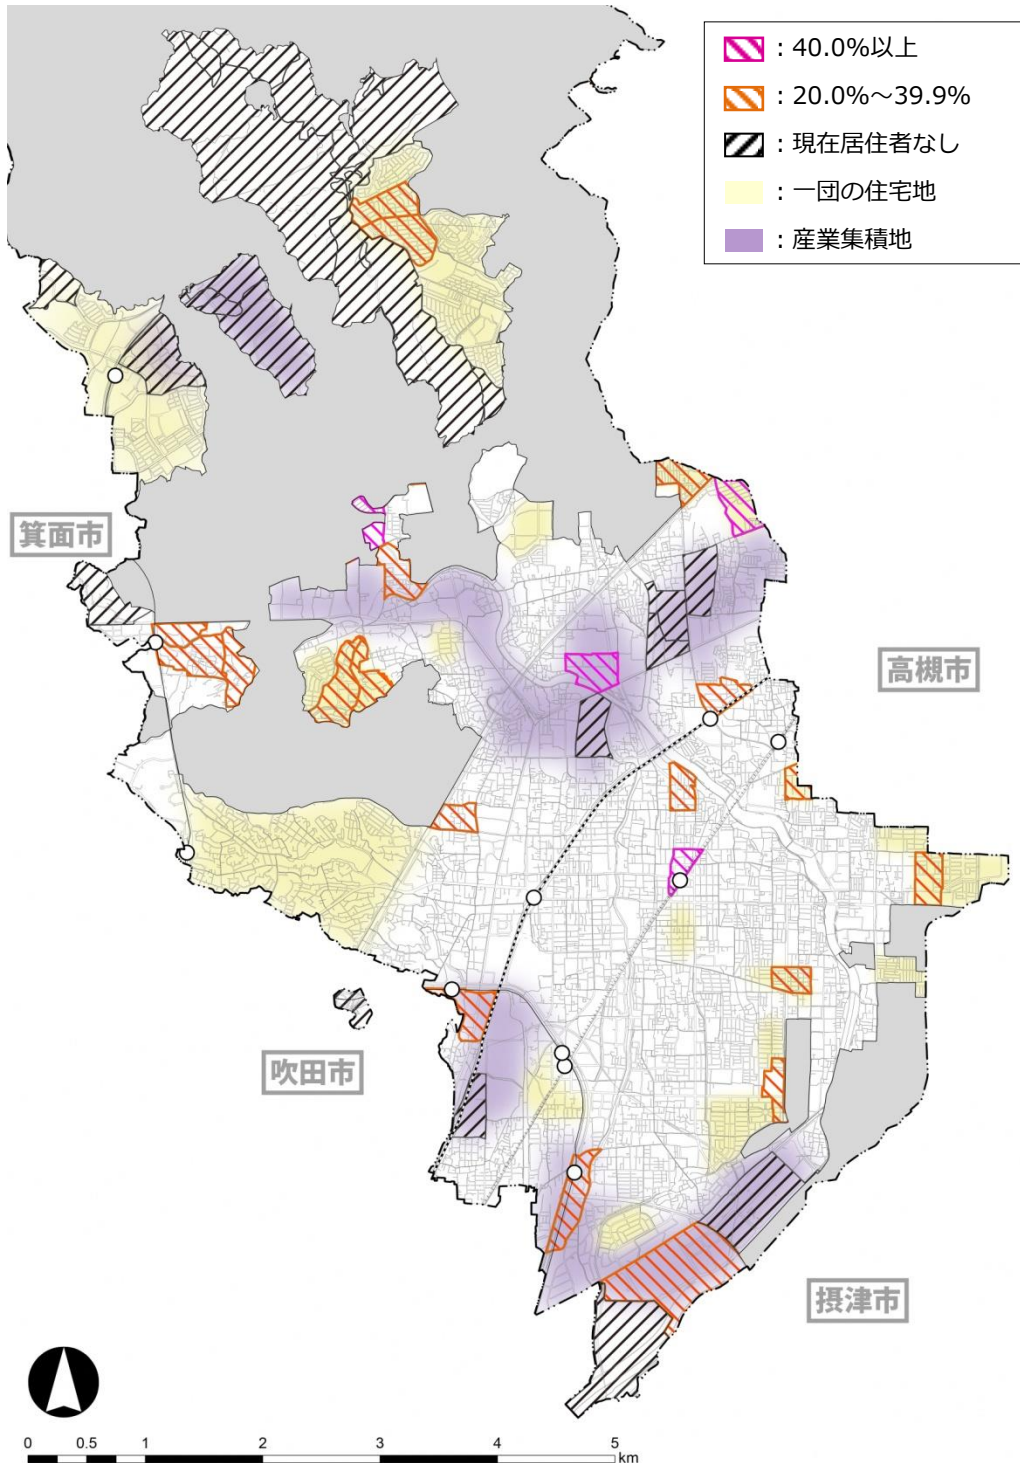 ：40.0%以上
：20.0%～39.9%
：現在居住者なし
：一団の住宅地
：産業集積地
箕面市
高槻市
吹田市
摂津市
0 0.5 1 2 3 4 5
km